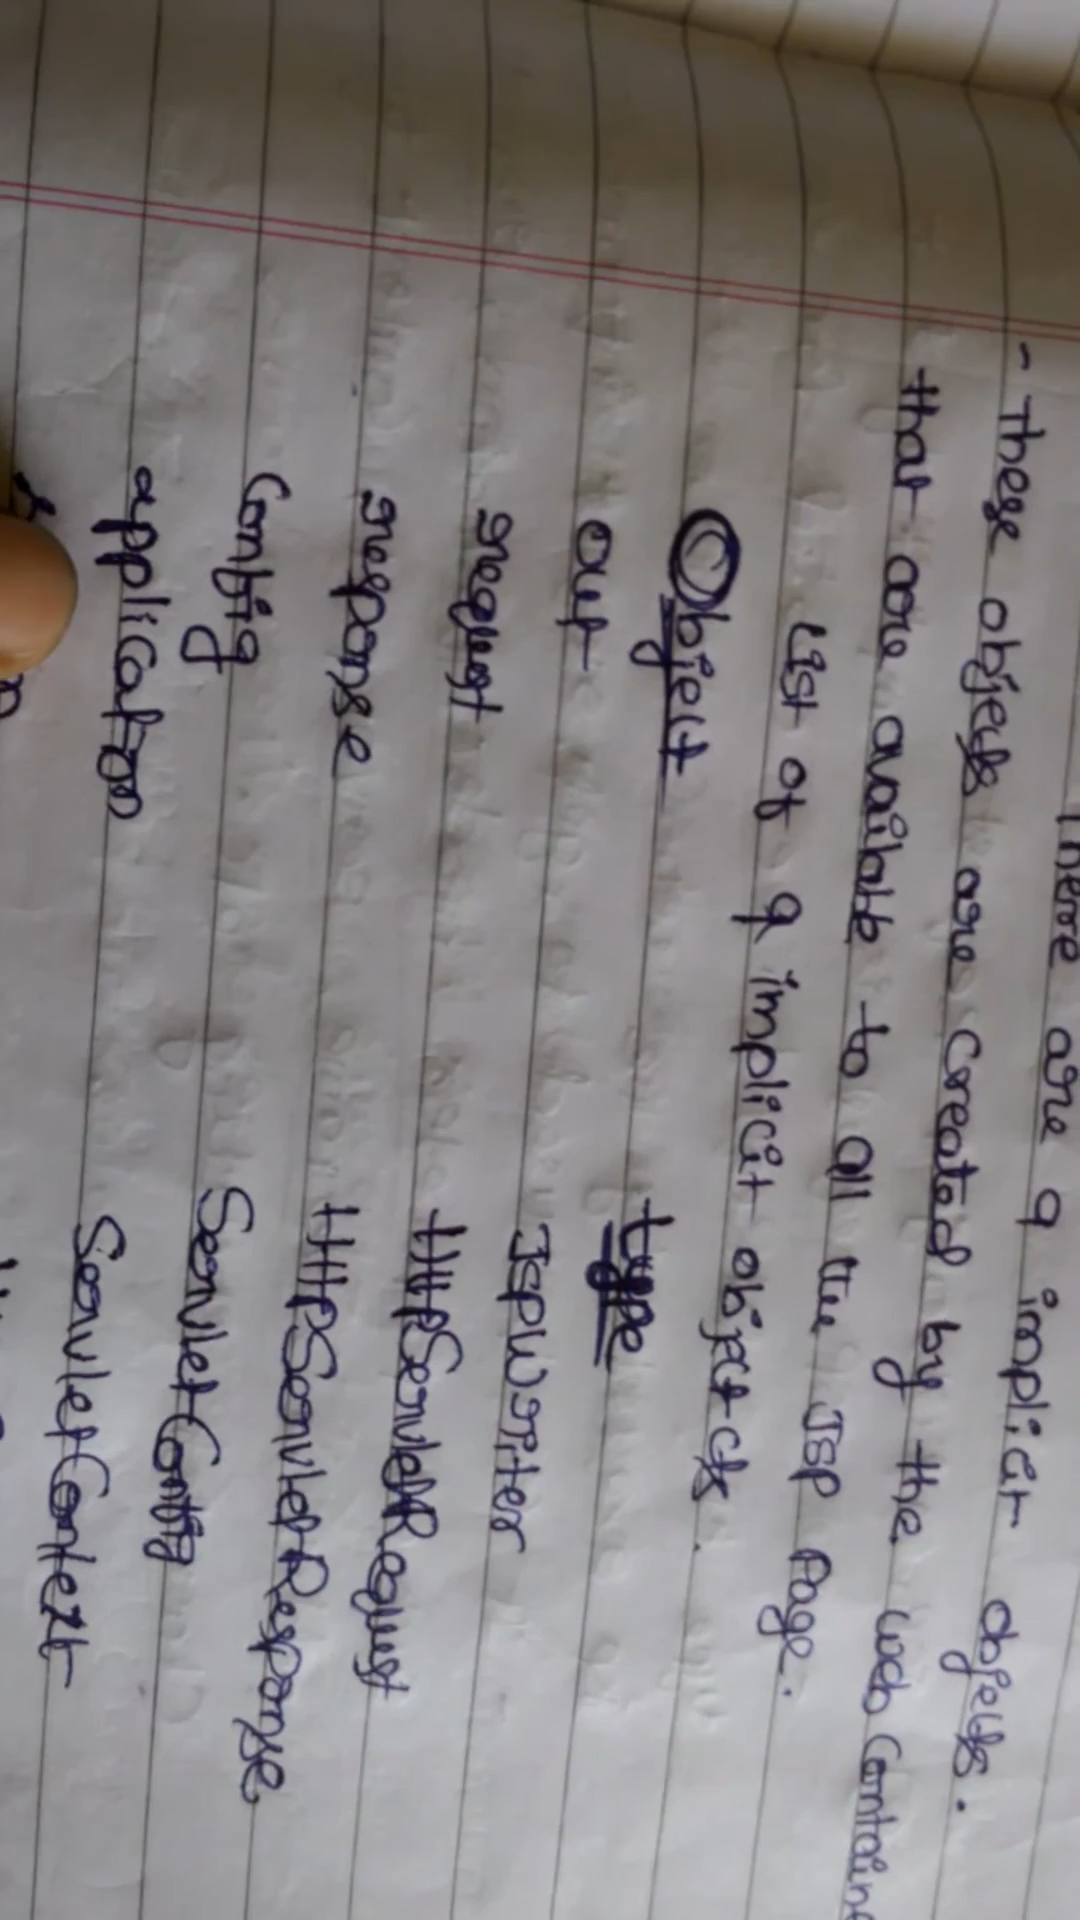 There are 9 implicit objects.
- These objects are created by the web Contain
that are available to all the JSP Page.
List of 9 implicit objects.
Object type
out JspWriter
request HttpServletRequest
response HttpServletResponse
Config ServletConfig
application ServletContext